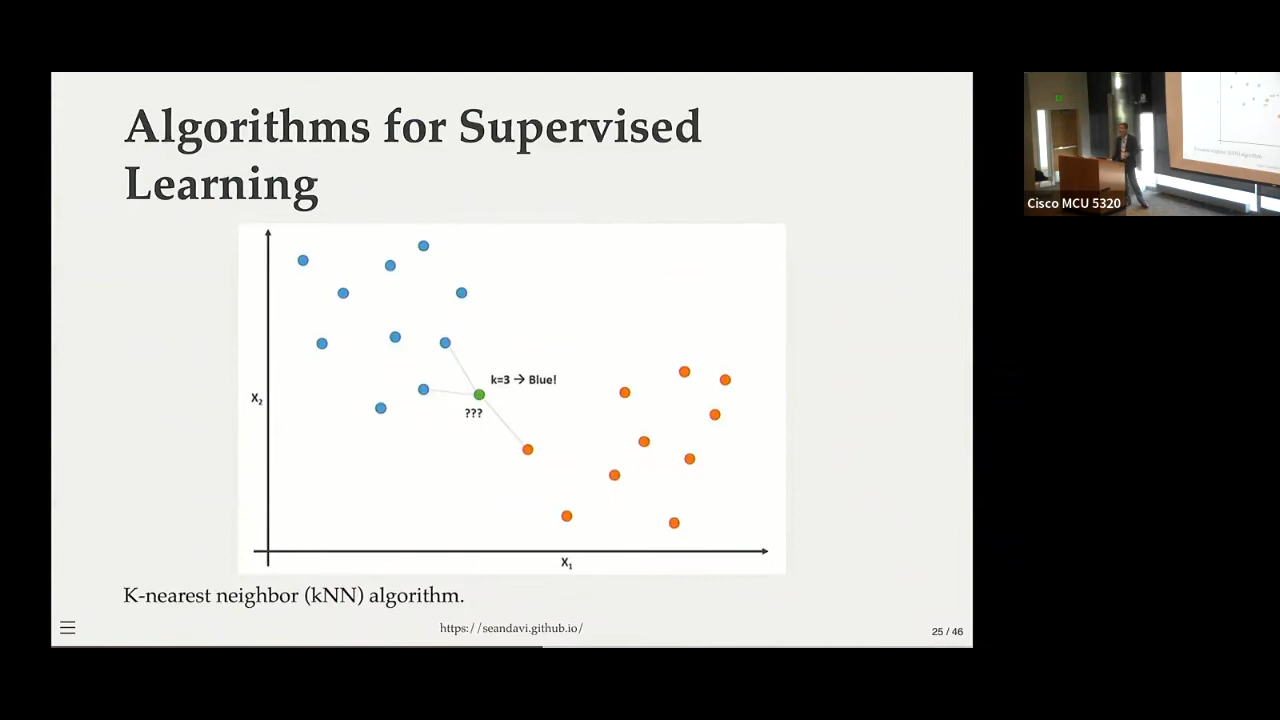 Algorithms for Supervised
Learning
k=3 → Blue!
X₂
???
X₁
K-nearest neighbor (kNN) algorithm.
https://seandavi.github.io/
25 / 46
Cisco MCU 5320